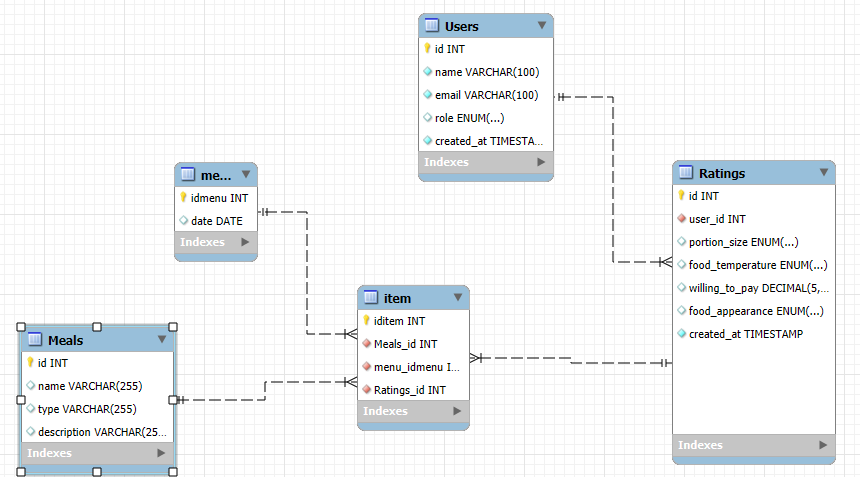 Users
id INT
name VARCHAR(100)
email VARCHAR(100)
role ENUM(...)
created_at TIMESTA...
Indexes
me...
idmenu INT
date DATE
Indexes
Ratings
id INT
user_id INT
portion_size ENUM(...)
food_temperature ENUM(...)
willing_to_pay DECIMAL(5,...
food_appearance ENUM(...)
created_at TIMESTAMP
Indexes
item
iditem INT
Meals_id INT
menu_idmenu I...
Ratings_id INT
Indexes
Meals
id INT
name VARCHAR(255)
type VARCHAR(255)
description VARCHAR(25...
Indexes